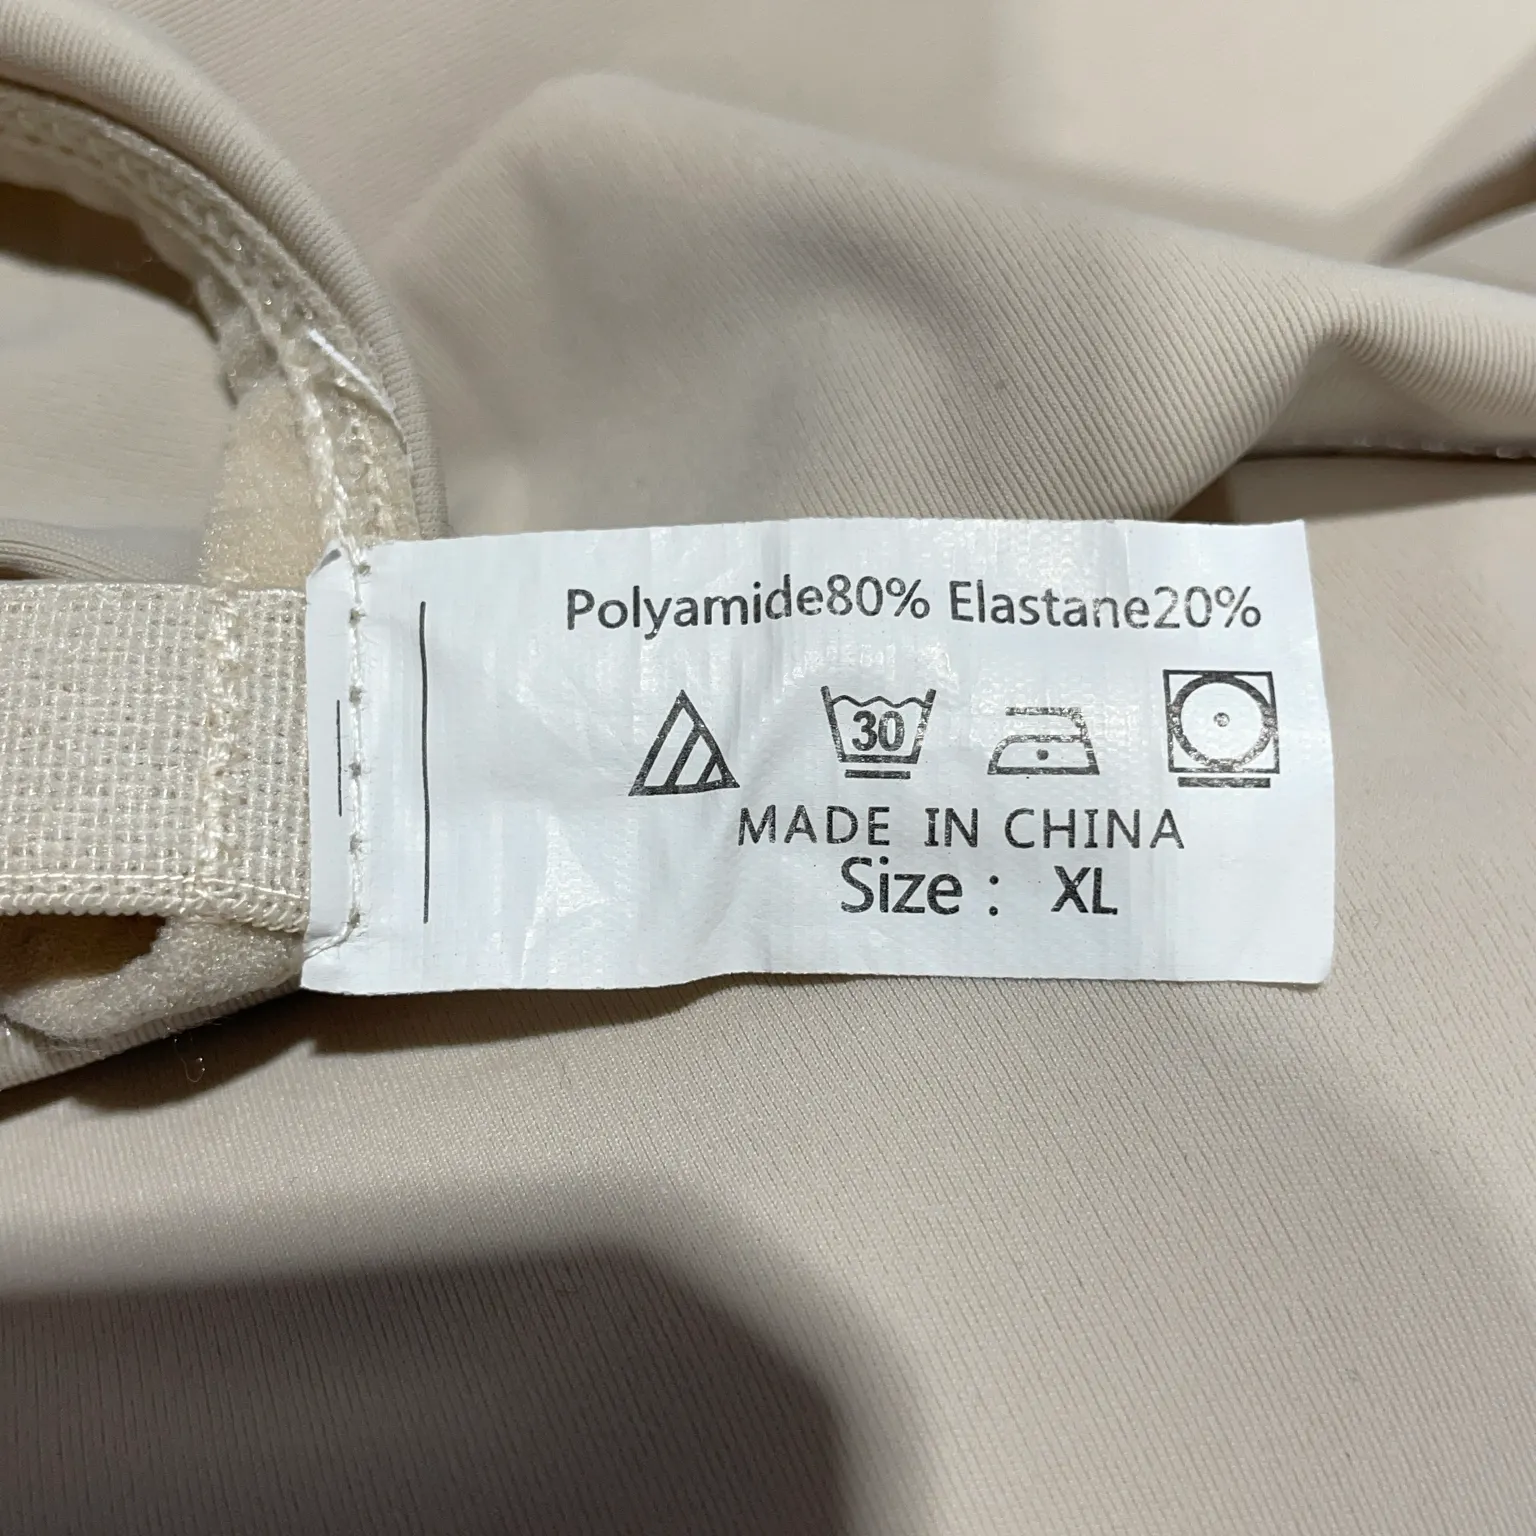 Polyamide80% Elastane20%
30
MADE IN CHINA
Size : XL